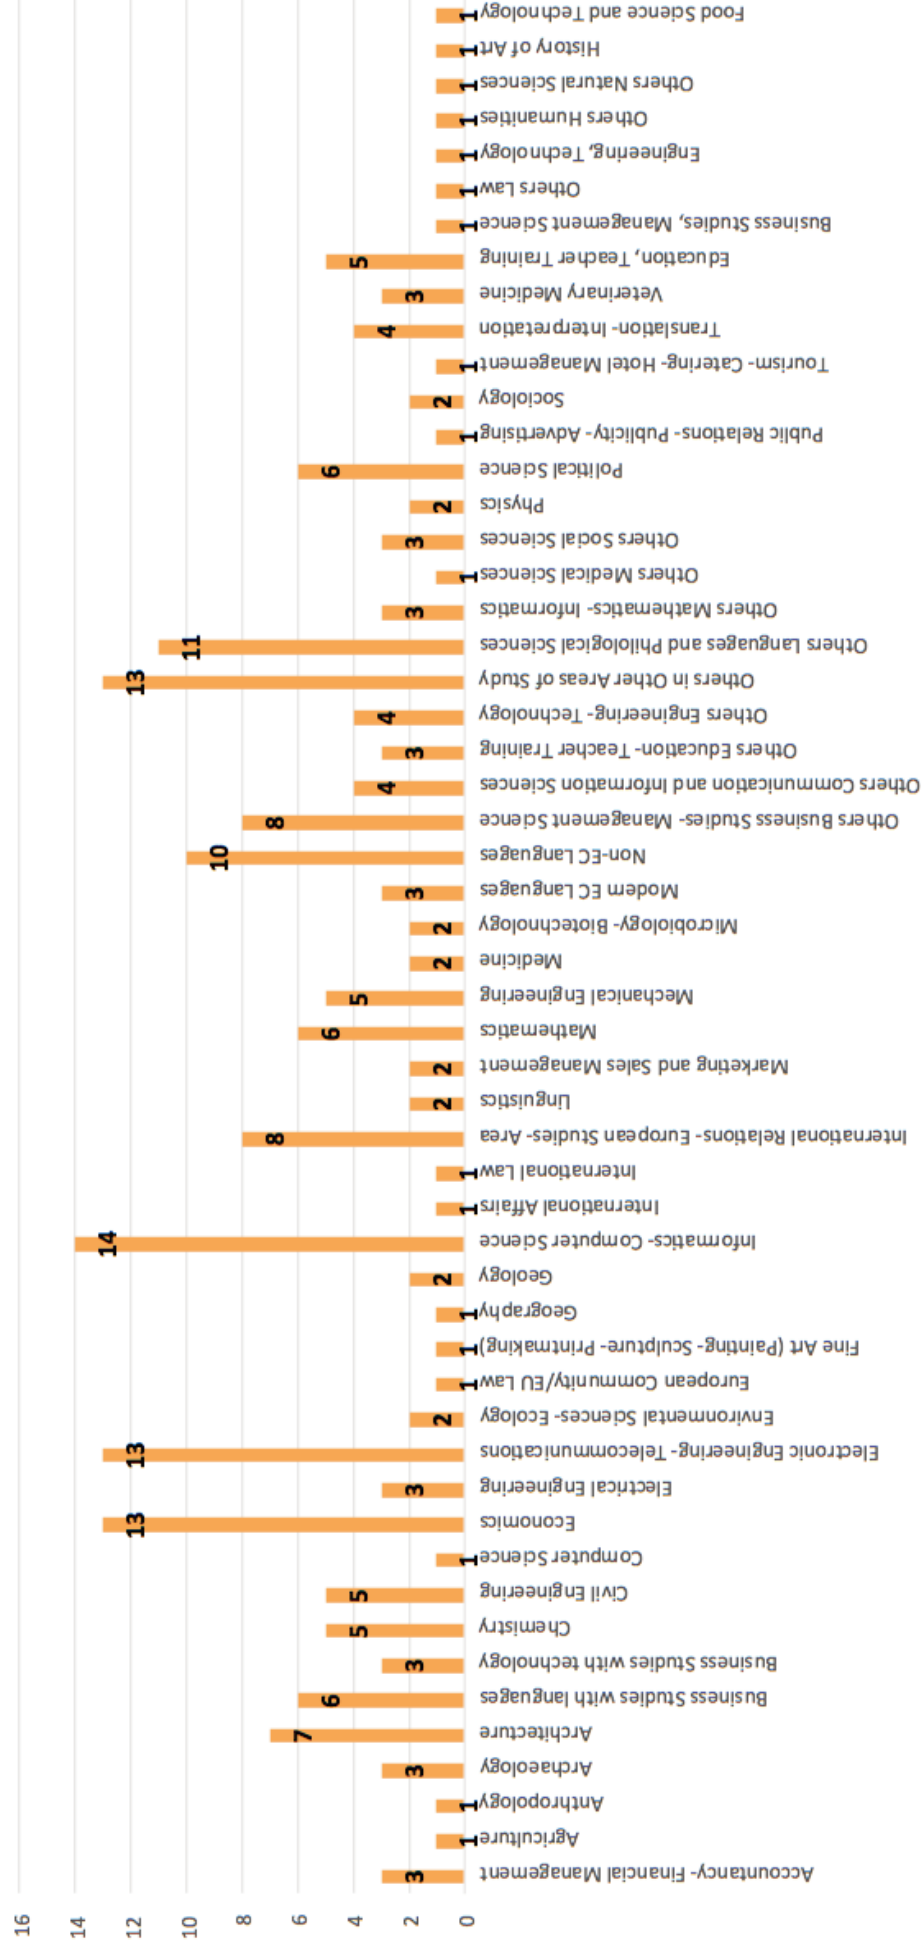 16
14
12
10
8
6
4
2
0
3
Accountancy- Financial Management
1
Agriculture
1
Anthropology
3
Archaeology
7
Architecture
6
Business Studies with languages
3
Business Studies with technology
5
Chemistry
5
Civil Engineering
1
Computer Science
13
Economics
3
Electrical Engineering
13
Electronic Engineering- Telecommunications
2
Environmental Sciences- Ecology
1
European Community/EU Law
1
Fine Art (Painting- Sculpture- Printmaking)
1
Geography
2
Geology
14
Informatics- Computer Science
1
International Affairs
1
International Law
8
International Relations- European Studies- Area
2
Linguistics
2
Marketing and Sales Management
6
Mathematics
5
Mechanical Engineering
2
Medicine
2
Microbiology- Biotechnology
3
Modern EC Languages
10
Non-EC Languages
8
Others Business Studies- Management Science
4
Others Communication and Information Sciences
3
Others Education- Teacher Training
4
Others Engineering- Technology
13
Others in Other Areas of Study
11
Others Languages and Philological Sciences
3
Others Mathematics- Informatics
1
Others Medical Sciences
3
Others Social Sciences
2
Physics
6
Political Science
1
Public Relations- Publicity- Advertising
2
Sociology
1
Tourism- Catering- Hotel Management
4
Translation- Interpretation
3
Veterinary Medicine
5
Education, Teacher Training
1
Business Studies, Management Science
1
Others Law
1
Engineering, Technology
1
Others Humanities
1
Others Natural Sciences
1
History of Art
1
Food Science and Technology